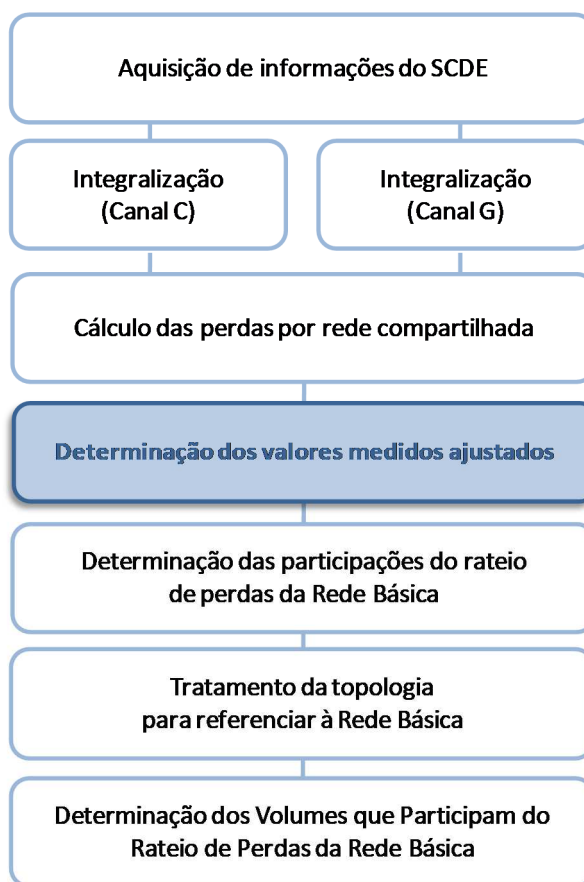 Aquisição de informações do SCDE
Integralização
(Canal C)
Integralização
(Canal G)
Cálculo das perdas por rede compartilhada
Determinação dos valores medidos ajustados
Determinação das participações do rateio
de perdas da Rede Básica
Tratamento da topologia
para referenciar à Rede Básica
Determinação dos Volumes que Participam do
Rateio de Perdas da Rede Básica